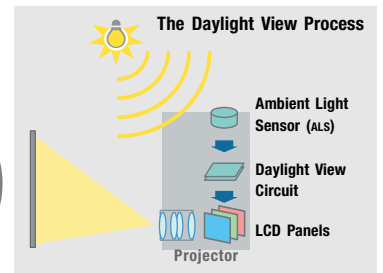 The Daylight View Process
Ambient Light
Sensor (ALS)
Daylight View
Circuit
LCD Panels
Projector